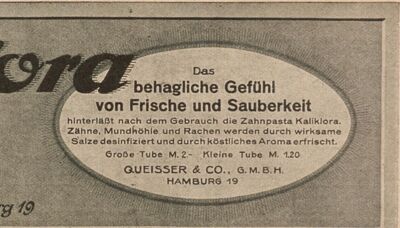 ora
Das
behagliche Gefühl
von Frische und Sauberkeit
hinterläßt nach dem Gebrauch die Zahnpasta Kaliklora.
Zähne, Mundhöhle und Rachen werden durch wirksame
Salze desinfiziert und durch köstliches Aroma erfrischt.
Große Tube M. 2.- Kleine Tube M. 1.20
QUEISSER & CO., G. M. B. H.
HAMBURG 19
rg 19